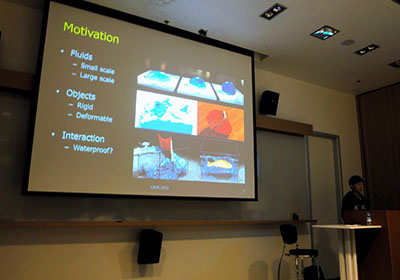 Motivation
• Fluids
– Small scale
– Large scale
• Objects
– Rigid
– Deformable
• Interaction
– Waterproof?